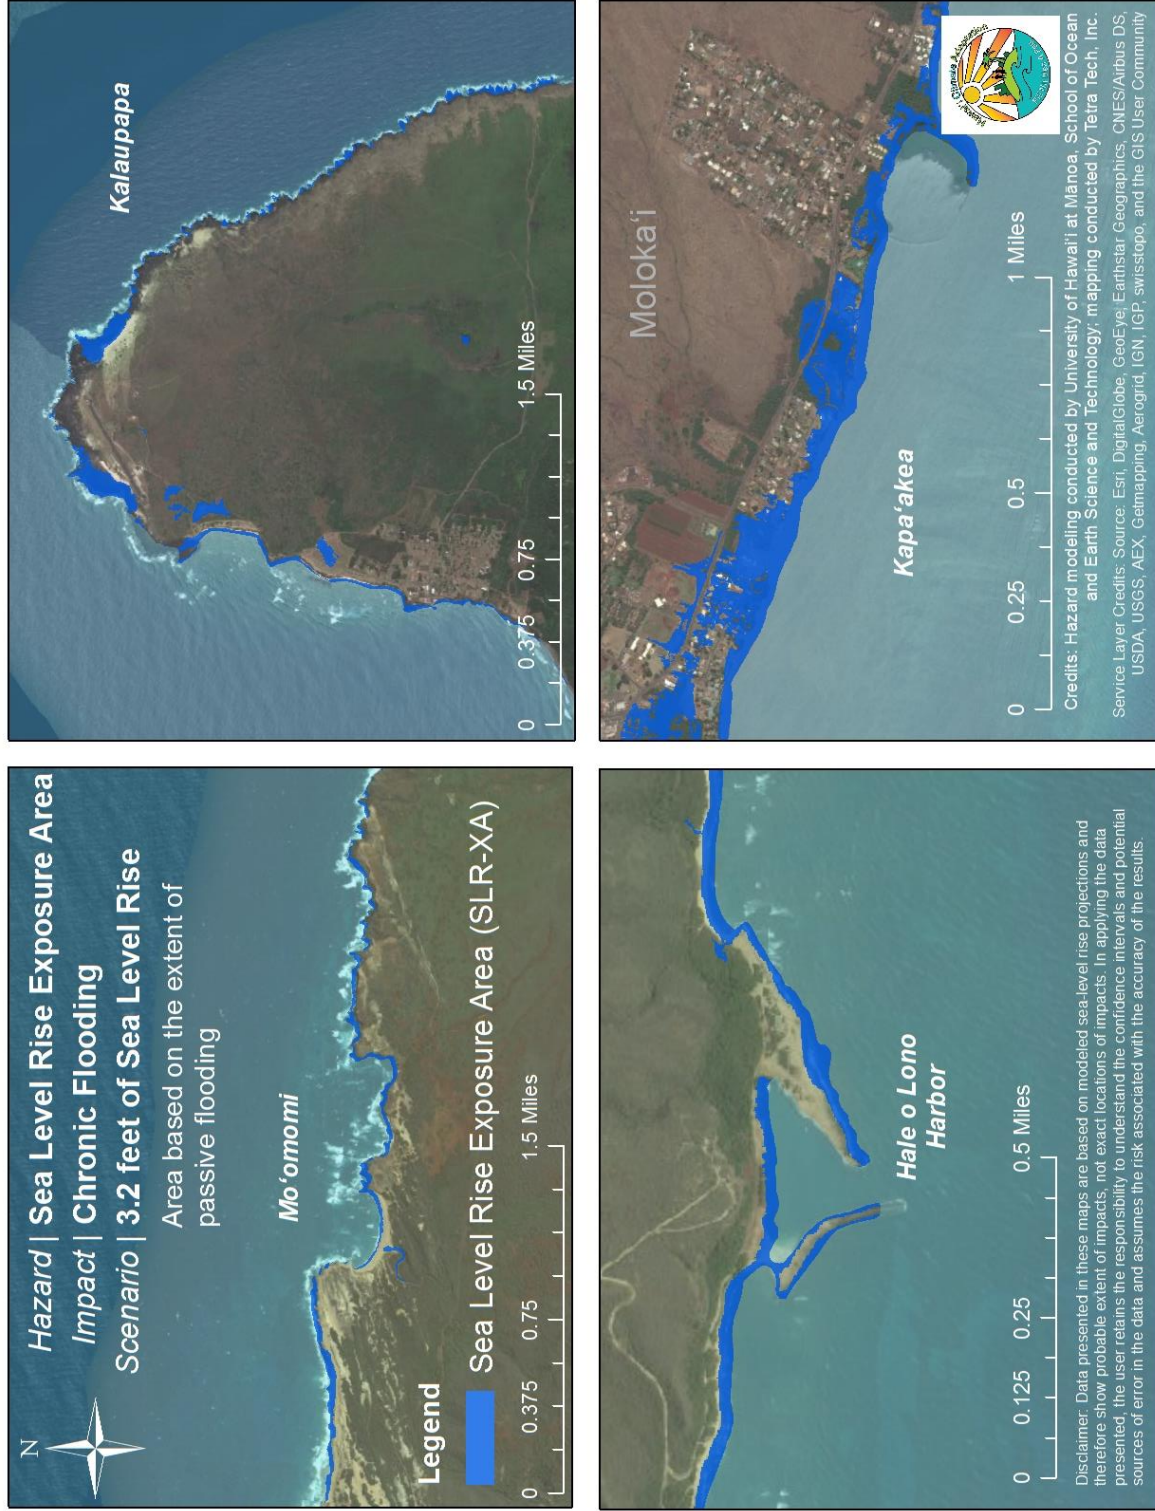 N
Hazard | Sea Level Rise Exposure Area
Impact | Chronic Flooding
Scenario | 3.2 feet of Sea Level Rise
Area based on the extent of
passive flooding
Moʻomomi
Legend
Sea Level Rise Exposure Area (SLR-XA)
0 0.375 0.75 1.5 Miles
Kalaupapa
0 0.375 0.75 1.5 Miles
Hale o Lono
Harbor
0 0.125 0.25 0.5 Miles
Disclaimer: Data presented in these maps are based on modeled sea-level rise projections and
therefore show probable extent of impacts, not exact locations of impacts. In applying the data
presented, the user retains the responsibility to understand the confidence intervals and potential
sources of error in the data and assumes the risk associated with the accuracy of the results.
Molokaʻi
Kapaʻakea
0 0.25 0.5 1 Miles
Credits: Hazard modeling conducted by University of Hawaiʻi at Mānoa, School of Ocean
and Earth Science and Technology; mapping conducted by Tetra Tech, Inc.
Service Layer Credits: Source: Esri, DigitalGlobe, GeoEye, Earthstar Geographics, CNES/Airbus DS,
USDA, USGS, AEX, Getmapping, Aerogrid, IGN, IGP, swisstopo, and the GIS User Community